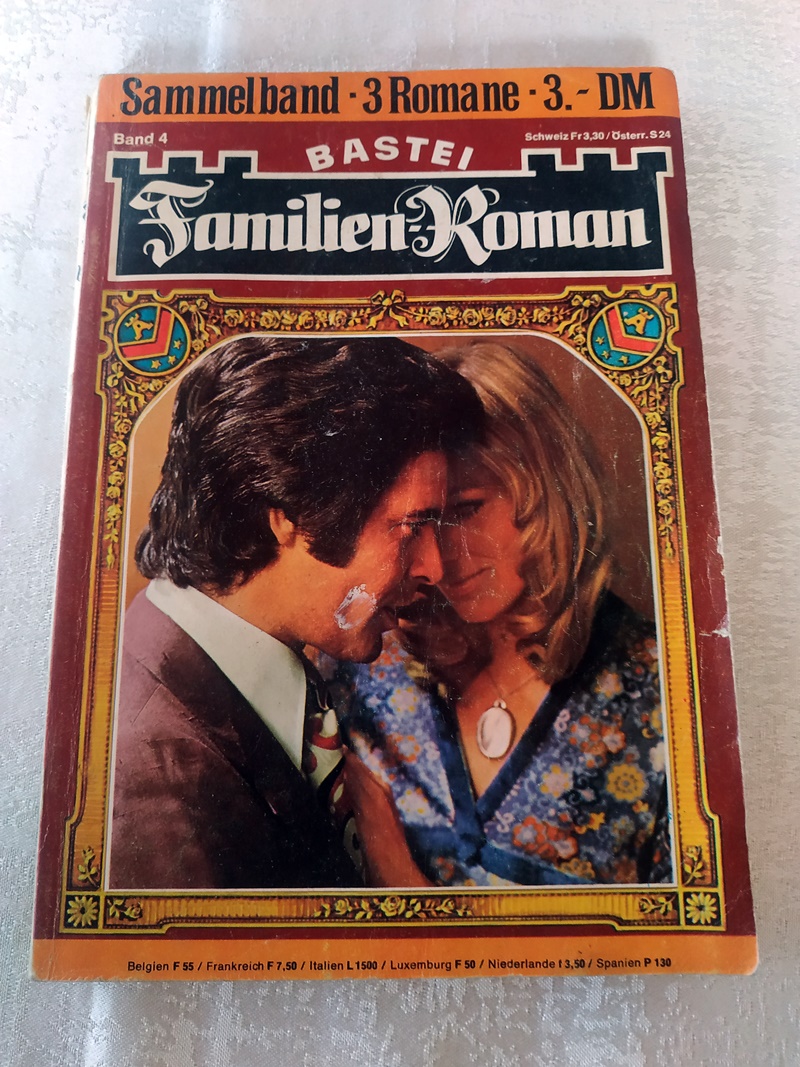 Sammelband · 3 Romane · 3.- DM
Band 4
Schweiz Fr 3,30 / Österr. S 24
BASTEI
Familien-Roman
Belgien F 55 / Frankreich F 7,50 / Italien L 1500 / Luxemburg F 50 / Niederlande f 3,50 / Spanien P 130